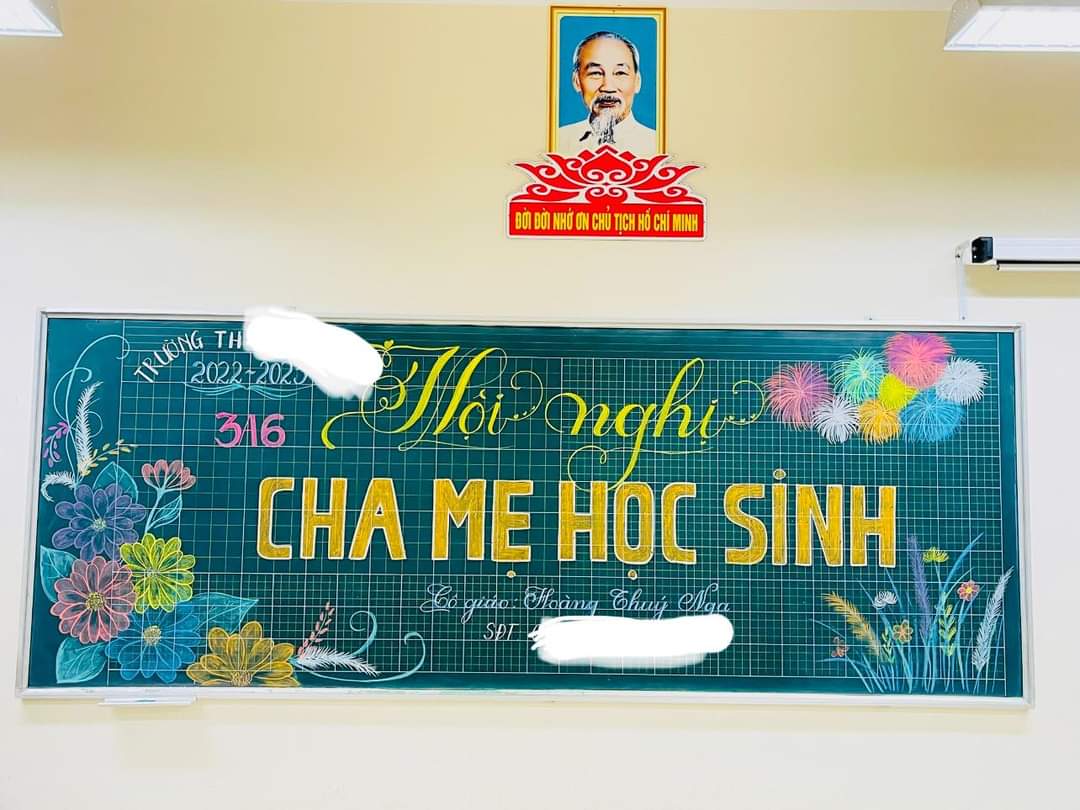 ĐỜI ĐỜI NHỚ ƠN CHỦ TỊCH HỒ CHÍ MINH
TRƯỜNG TH
2022-2023
3A6
Hội nghị
CHA MẸ HỌC SINH
Cô giáo: Hoàng Thuý Nga
SĐT